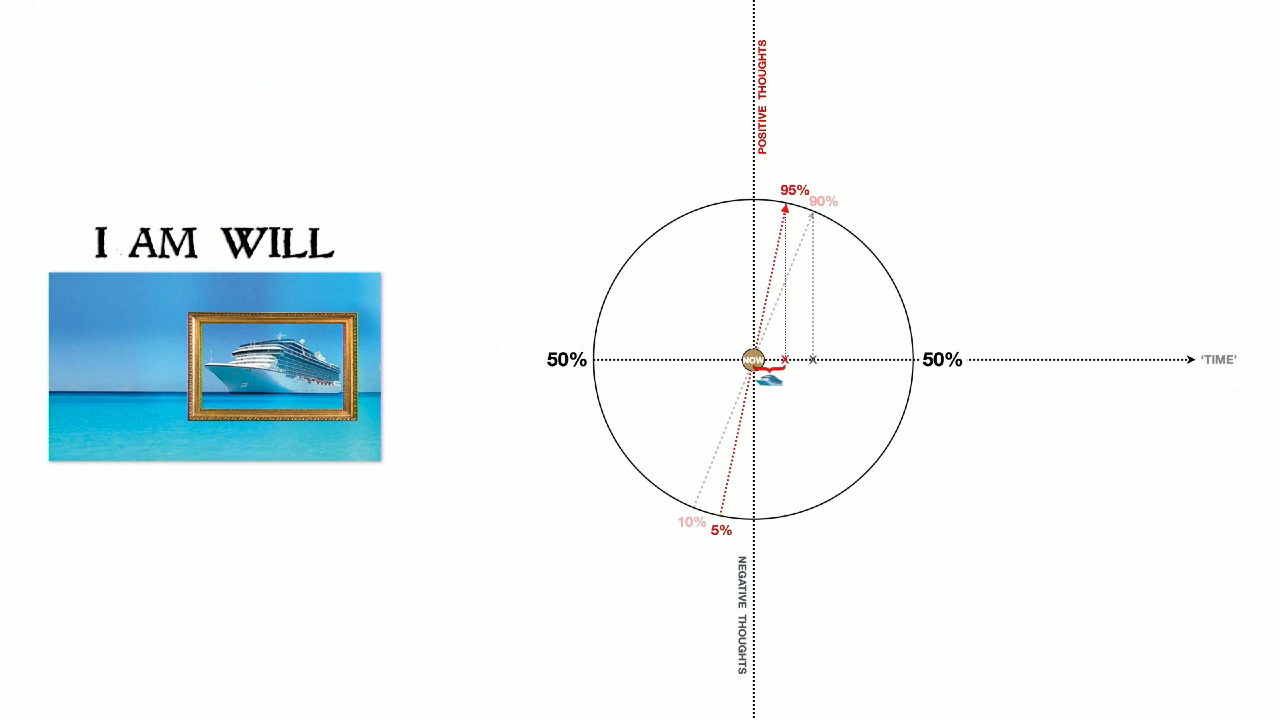 I AM WILL
POSITIVE THOUGHTS
95%
90%
50%
NOW
X
X
50%
'TIME'
10%
5%
NEGATIVE THOUGHTS